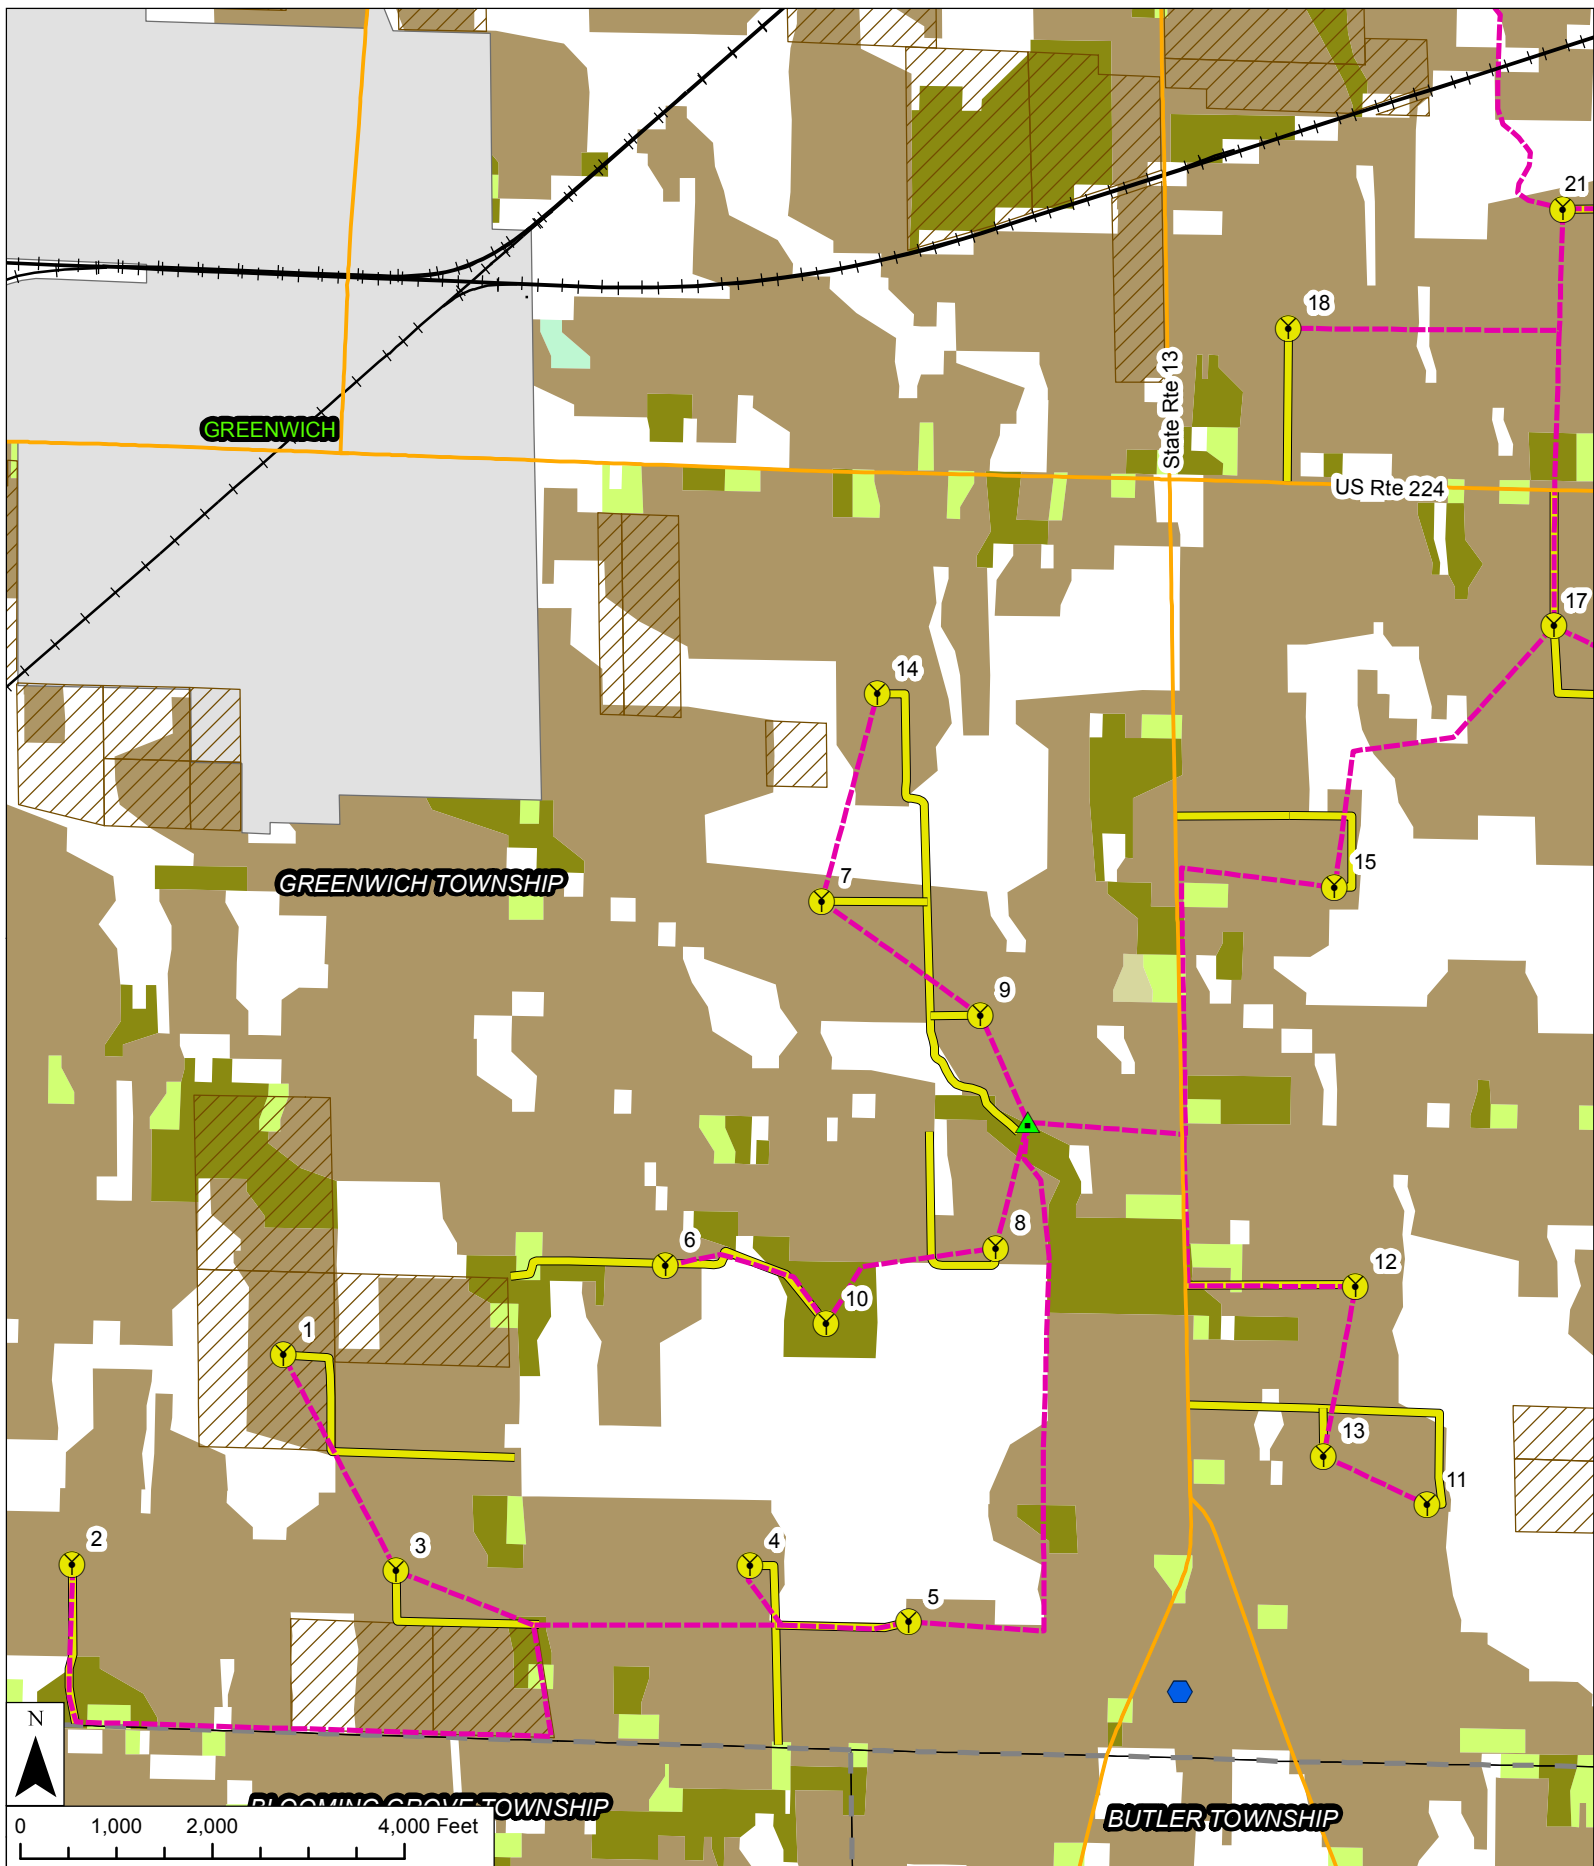 21
18
State Rte 13
GREENWICH
US Rte 224
17
14
15
7
GREENWICH TOWNSHIP
9
8
6
12
10
1
13
11
2
3
4
5
N
BLOOMING GROVE TOWNSHIP
BUTLER TOWNSHIP
0 1,000 2,000 4,000 Feet